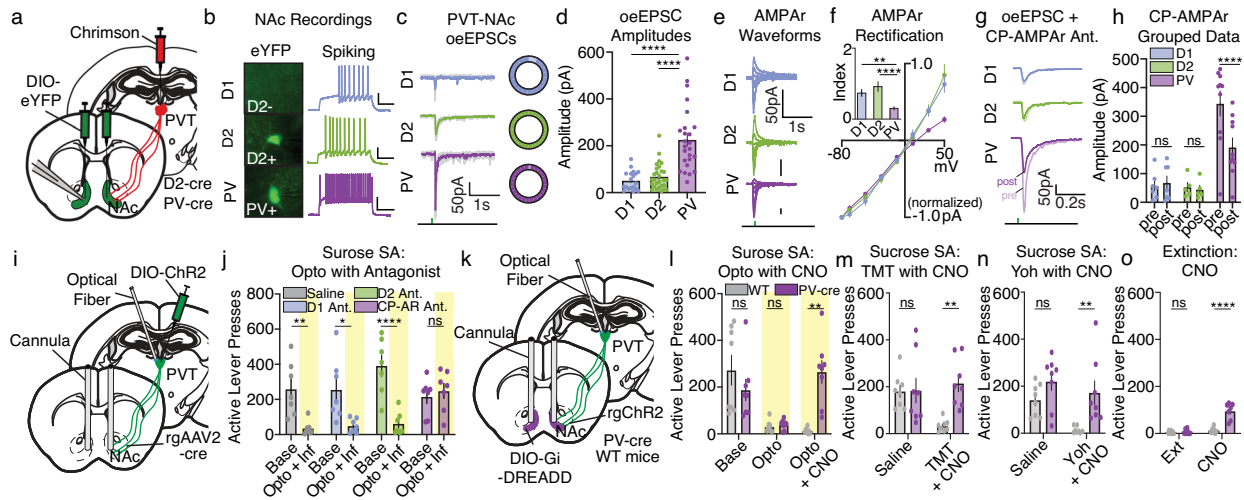 a
Chrimson
DIO-
eYFP
PVT
D2-cre
PV-cre
NAc
b
NAc Recordings
eYFP
Spiking
D1
D2-
D2
D2+
PV
PV+
c
PVT-NAc
oeEPSCs
D1
D2
PV
50pA
1s
d
oeEPSC
Amplitudes
****
****
Amplitude (pA)
600
400
200
0
D1
D2
PV
e
AMPAr
Waveforms
D1
D2
PV
50pA
1s
f
AMPAr
Rectification
Index
2
1
0
**
****
D1
D2
PV
1.0
-80
50
mV
(normalized)
-1.0 pA
g
oeEPSC +
CP-AMPAr Ant.
D1
D2
PV
post
pre
50pA
0.2s
h
CP-AMPAr
Grouped Data
D1
D2
PV
****
ns
ns
Amplitude (pA)
600
500
400
300
200
100
0
pre
post
pre
post
pre
post
i
DIO-ChR2
Optical
Fiber
Cannula
PVT
rgAAV2
-cre
NAc
j
Surose SA:
Opto with Antagonist
Saline
D2 Ant.
D1 Ant.
CP-AR Ant.
**
*
****
ns
Active Lever Presses
800
600
400
200
0
Base
Opto + Inf
Base
Opto + Inf
Base
Opto + Inf
Base
Opto + Inf
k
Optical
Fiber
Cannula
PVT
rgChR2
NAc
DIO-Gi
-DREADD
PV-cre
WT mice
l
Surose SA:
Opto with CNO
WT
PV-cre
ns
ns
**
Active Lever Presses
800
600
400
200
0
Base
Opto
Opto
+ CNO
m
Sucrose SA:
TMT with CNO
ns
**
Active Lever Presses
600
400
200
0
Saline
TMT
+ CNO
n
Sucrose SA:
Yoh with CNO
ns
**
Active Lever Presses
600
400
200
0
Saline
Yoh
+ CNO
o
Extinction:
CNO
ns
****
Active Lever Presses
600
400
200
0
Ext
CNO